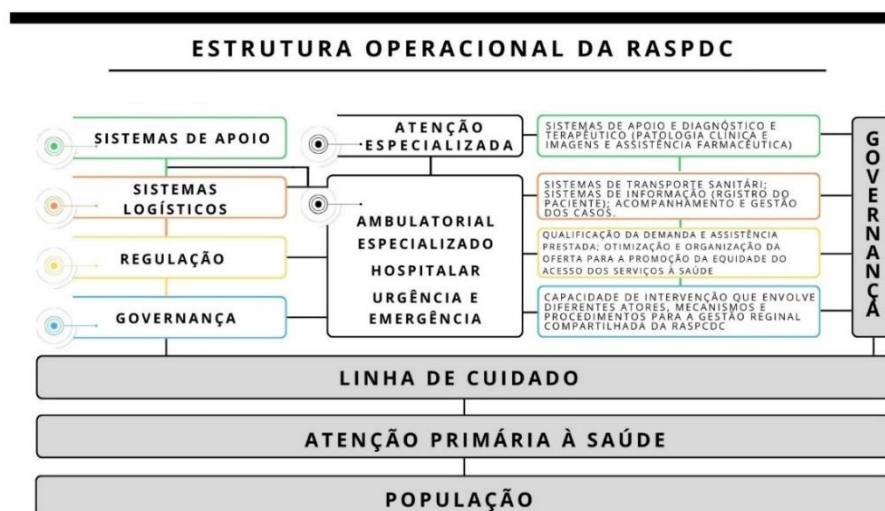 ESTRUTURA OPERACIONAL DA RASPDC
SISTEMAS DE APOIO
SISTEMAS
LOGÍSTICOS
REGULAÇÃO
GOVERNANÇA
ATENÇÃO
ESPECIALIZADA
AMBULATORIAL
ESPECIALIZADO
HOSPITALAR
URGÊNCIA E
EMERGÊNCIA
SISTEMAS DE APOIO E DIAGNÓSTICO E
TERAPÊUTICO (PATOLOGIA CLÍNICA E
IMAGENS E ASSISTÊNCIA FARMACÊUTICA)
SISTEMAS DE TRANSPORTE SANITÁRI;
SISTEMAS DE INFORMAÇÃO (RGISTRO DO
PACIENTE); ACOMPANHAMENTO E GESTÃO
DOS CASOS.
QUALIFICAÇÃO DA DEMANDA E ASSISTÊNCIA
PRESTADA; OTIMIZAÇÃO E ORGANIZAÇÃO DA
OFERTA PARA A PROMOÇÃO DA EQUIDADE DO
ACESSO DOS SERVIÇOS À SAÚDE
CAPACIDADE DE INTERVENÇÃO QUE ENVOLVE
DIFERENTES ATORES, MECANISMOS E
PROCEDIMENTOS PARA A GESTÃO REGINAL
COMPARTILHADA DA RASPCDC
GOVERNANÇA
LINHA DE CUIDADO
ATENÇÃO PRIMÁRIA À SAÚDE
POPULAÇÃO